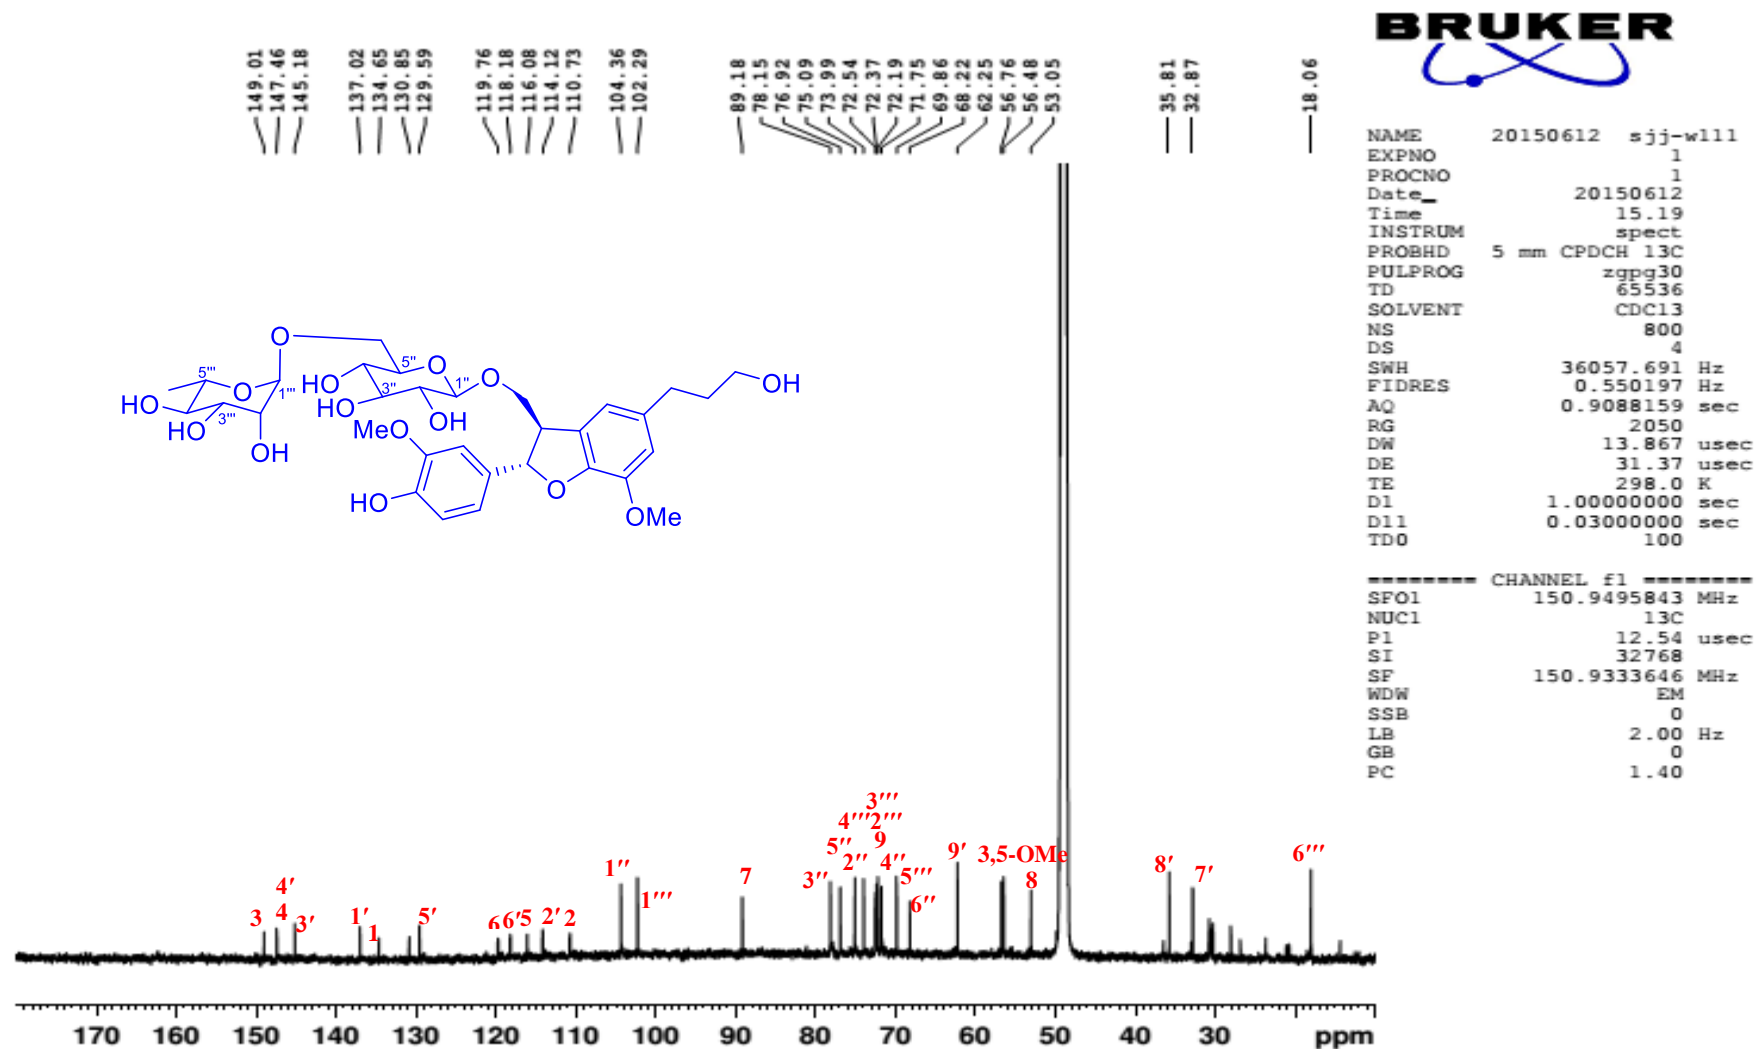 BRUKER
149.01
147.46
145.18
137.02
134.65
130.85
129.59
119.76
118.18
116.08
114.12
110.73
104.36
102.29
89.18
78.15
76.92
75.09
73.99
72.54
72.37
72.19
71.75
69.86
68.22
62.25
56.76
56.48
53.05
35.81
32.87
18.06
NAME 20150612 sjj-w111
EXPNO 1
PROCNO 1
Date_ 20150612
Time 15.19
INSTRUM spect
PROBHD 5 mm CPDCH 13C
PULPROG zgpg30
TD 65536
SOLVENT CDCl3
NS 800
DS 4
SWH 36057.691 Hz
FIDRES 0.550197 Hz
AQ 0.9088159 sec
RG 2050
DW 13.867 usec
DE 31.37 usec
TE 298.0 K
D1 1.00000000 sec
D11 0.03000000 sec
TD0 100
======== CHANNEL f1 ========
SFO1 150.9495843 MHz
NUC1 13C
P1 12.54 usec
SI 32768
SF 150.9333646 MHz
WDW EM
SSB 0
LB 2.00 Hz
GB 0
PC 1.40
O
5'''
O
1'''
HO
HO
3'''
OH
HO
5''
O
3''
HO
1''
OH
O
OH
MeO
HO
O
OMe
3
4'
4
3'
1'
1
5'
6
6'
5
2'
2
1''
1'''
7
3''
5''
4'''
2''
3'''
2'''
9
4''
5'''
6''
9'
3,5-OMe
8
8'
7'
6'''
170 160 150 140 130 120 110 100 90 80 70 60 50 40 30 ppm